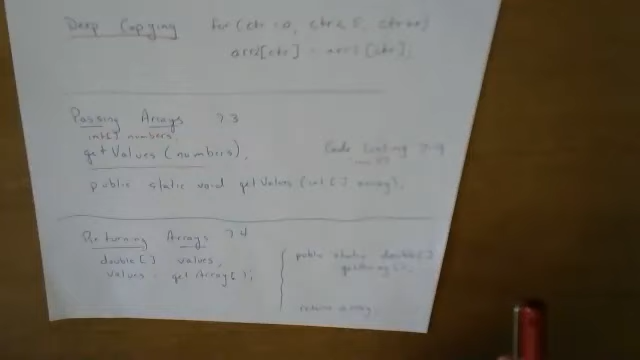 Deep Copying for (ctr = 0, ctr < 5, ctr++)
arr2[ctr] = arr1[ctr];
Passing Arrays 7.3
int[] numbers;
getValues (numbers);
Code Listing
public static void getValues (int [] array);
Returning Arrays 7.4
double [] values,
values = getArray();
public static double[]
getArray();
return array